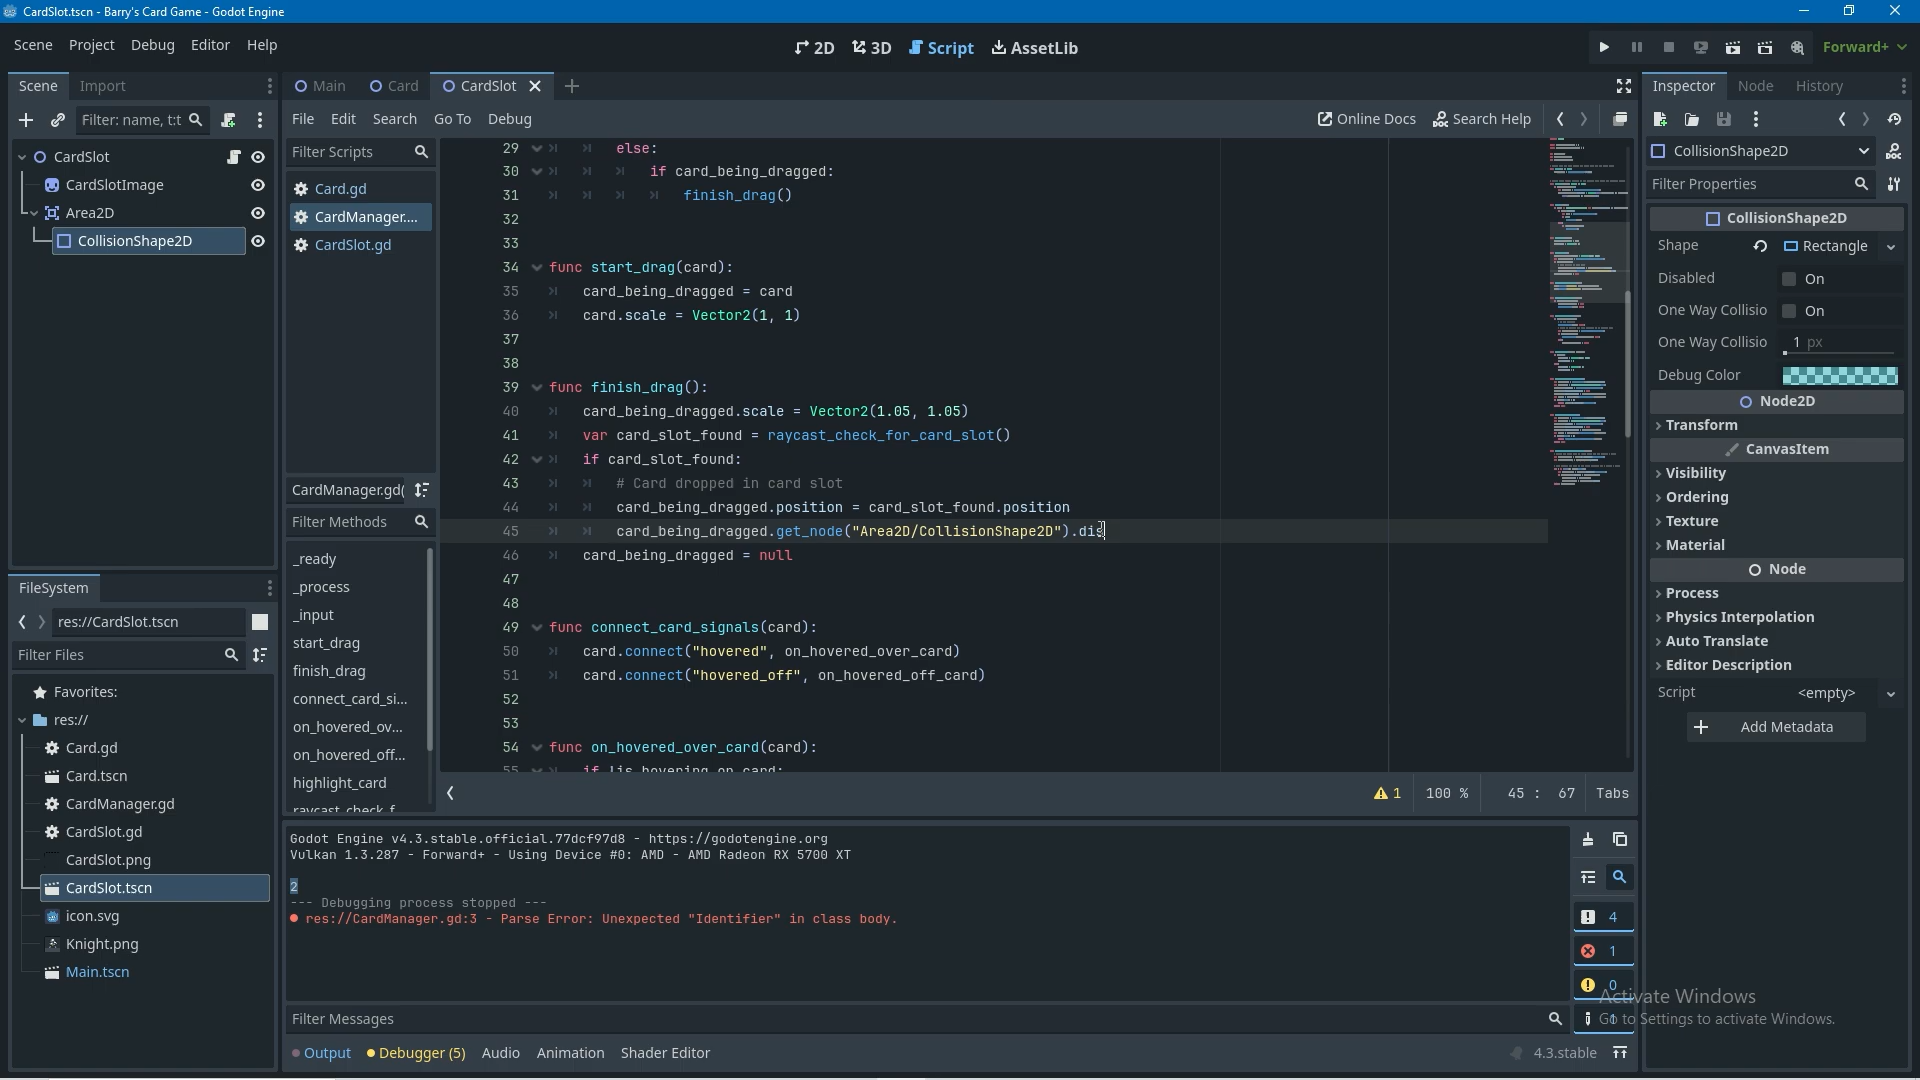 CardSlot.tscn - Barry's Card Game - Godot Engine
Scene Project Debug Editor Help
2D 3D Script AssetLib
Forward+
Scene Import
Main Card CardSlot
Inspector Node History
Filter: name, t:t
File Edit Search Go To Debug
Online Docs Search Help
CardSlot
CardSlotImage
Area2D
CollisionShape2D
Filter Scripts
Card.gd
CardManager....
CardSlot.gd
CardManager.gd(
Filter Methods
_ready
_process
_input
start_drag
finish_drag
connect_card_si...
on_hovered_ov...
on_hovered_off...
highlight_card
29 else:
30 if card_being_dragged:
31 finish_drag()
32
33
34 func start_drag(card):
35 card_being_dragged = card
36 card.scale = Vector2(1, 1)
37
38
39 func finish_drag():
40 card_being_dragged.scale = Vector2(1.05, 1.05)
41 var card_slot_found = raycast_check_for_card_slot()
42 if card_slot_found:
43 # Card dropped in card slot
44 card_being_dragged.position = card_slot_found.position
45 card_being_dragged.get_node("Area2D/CollisionShape2D").dis
46 card_being_dragged = null
47
48
49 func connect_card_signals(card):
50 card.connect("hovered", on_hovered_over_card)
51 card.connect("hovered_off", on_hovered_off_card)
52
53
54 func on_hovered_over_card(card):
55 if !is_hovering_on_card:
1 100 % 45 : 67 Tabs
FileSystem
res://CardSlot.tscn
Filter Files
Favorites:
res://
Card.gd
Card.tscn
CardManager.gd
CardSlot.gd
CardSlot.png
CardSlot.tscn
icon.svg
Knight.png
Main.tscn
Godot Engine v4.3.stable.official.77dcf97d8 - https://godotengine.org
Vulkan 1.3.287 - Forward+ - Using Device #0: AMD - AMD Radeon RX 5700 XT
2
--- Debugging process stopped ---
res://CardManager.gd:3 - Parse Error: Unexpected "Identifier" in class body.
4
1
0
1
Filter Messages
Output Debugger (5) Audio Animation Shader Editor
4.3.stable
CollisionShape2D
Filter Properties
CollisionShape2D
Shape Rectangle
Disabled On
One Way Collisio On
One Way Collisio 1 px
Debug Color
Node2D
Transform
CanvasItem
Visibility
Ordering
Texture
Material
Node
Process
Physics Interpolation
Auto Translate
Editor Description
Script <empty>
Add Metadata
Activate Windows
Go to Settings to activate Windows.